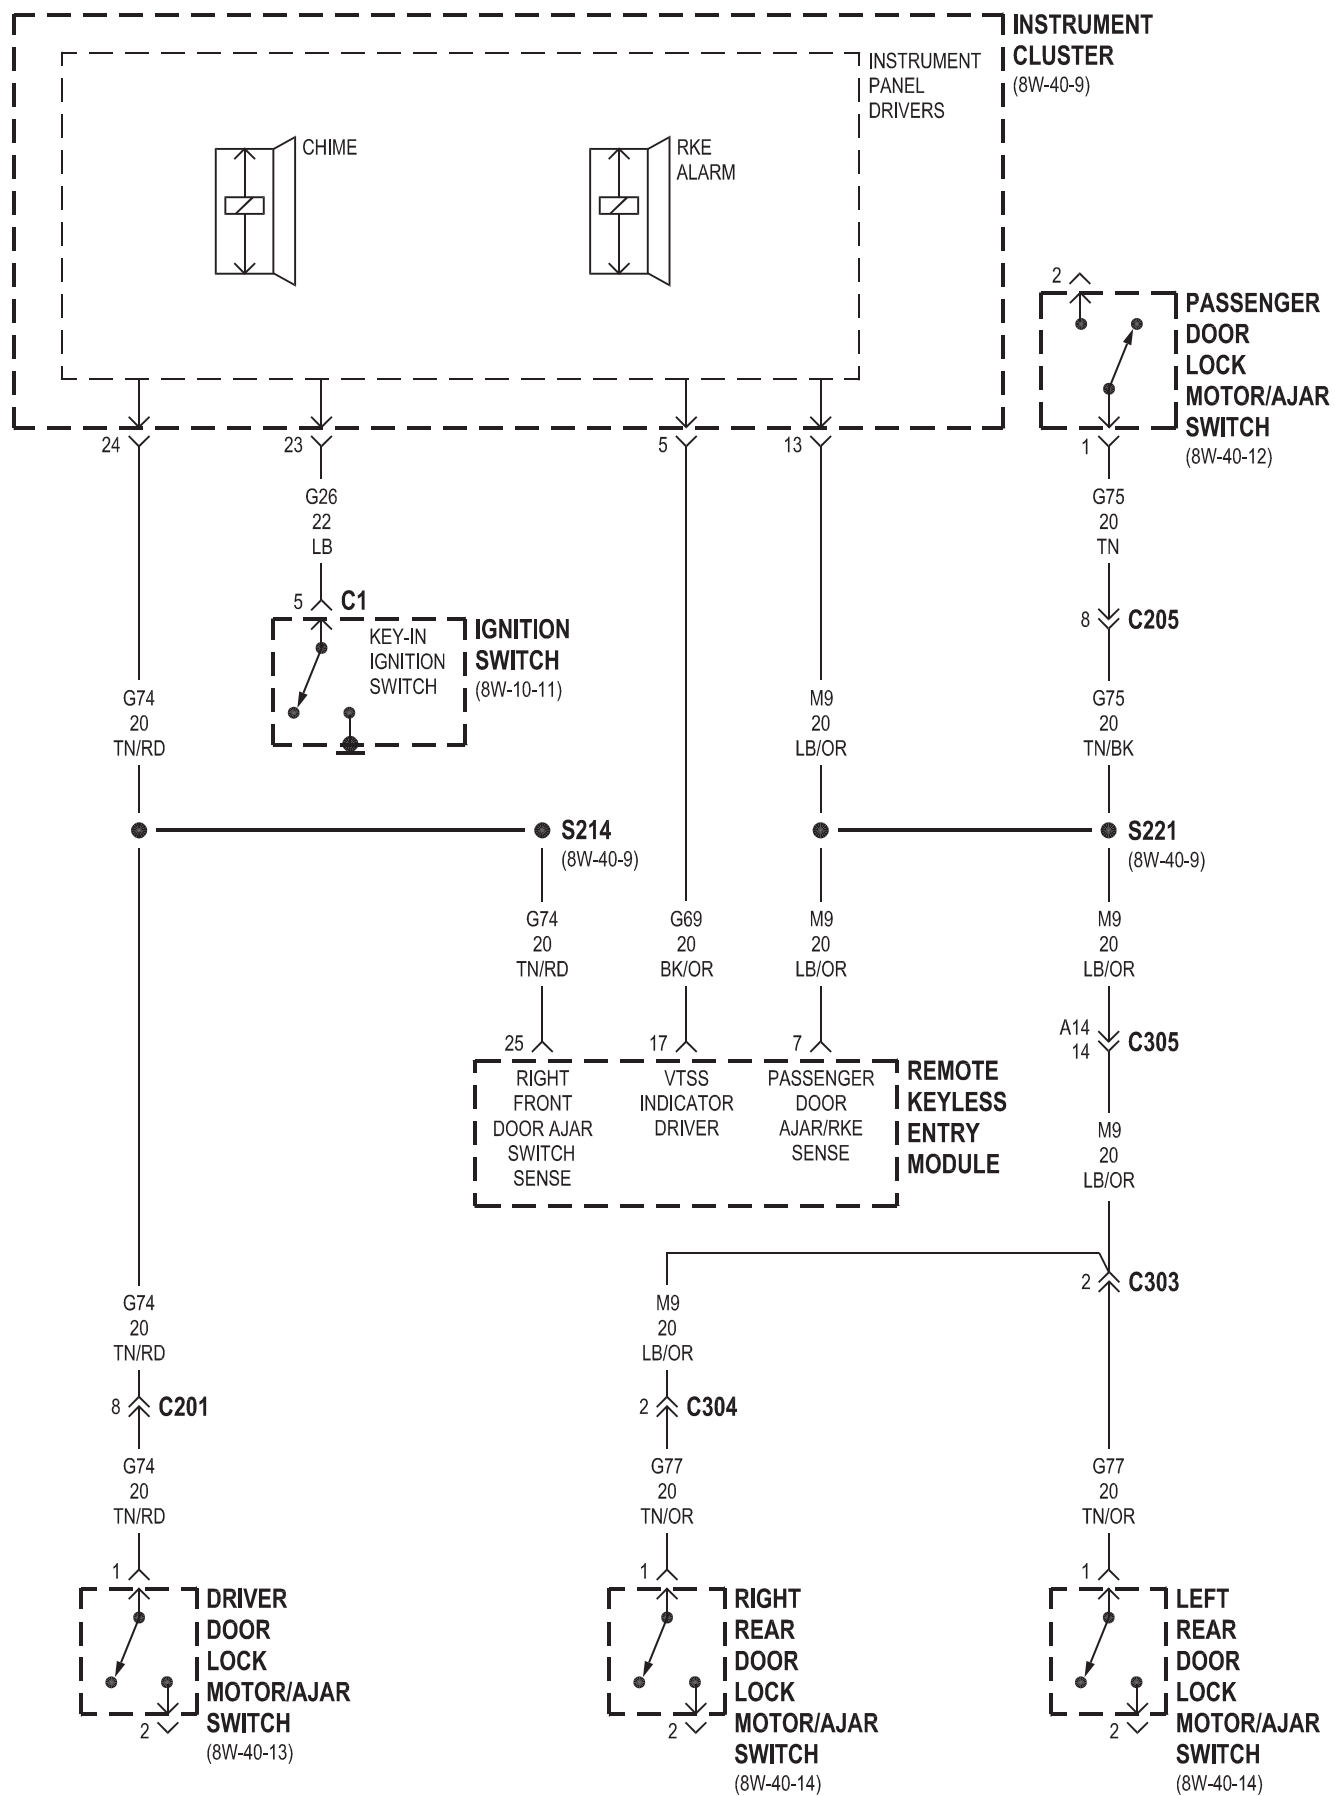 INSTRUMENT
CLUSTER
(8W-40-9)
INSTRUMENT
PANEL
DRIVERS
CHIME
RKE
ALARM
2
PASSENGER
DOOR
LOCK
MOTOR/AJAR
SWITCH
(8W-40-12)
24
23
5
13
1
G26
22
LB
G75
20
TN
5
C1
KEY-IN
IGNITION
SWITCH
IGNITION
SWITCH
(8W-10-11)
8
C205
G74
20
TN/RD
M9
20
LB/OR
G75
20
TN/BK
S214
(8W-40-9)
S221
(8W-40-9)
G74
20
TN/RD
G69
20
BK/OR
M9
20
LB/OR
M9
20
LB/OR
25
17
7
A14
14
C305
RIGHT
FRONT
DOOR AJAR
SWITCH
SENSE
VTSS
INDICATOR
DRIVER
PASSENGER
DOOR
AJAR/RKE
SENSE
REMOTE
KEYLESS
ENTRY
MODULE
M9
20
LB/OR
2
C303
G74
20
TN/RD
M9
20
LB/OR
8
C201
2
C304
G74
20
TN/RD
G77
20
TN/OR
G77
20
TN/OR
1
1
1
DRIVER
DOOR
LOCK
MOTOR/AJAR
SWITCH
(8W-40-13)
2
RIGHT
REAR
DOOR
LOCK
MOTOR/AJAR
SWITCH
(8W-40-14)
2
LEFT
REAR
DOOR
LOCK
MOTOR/AJAR
SWITCH
(8W-40-14)
2